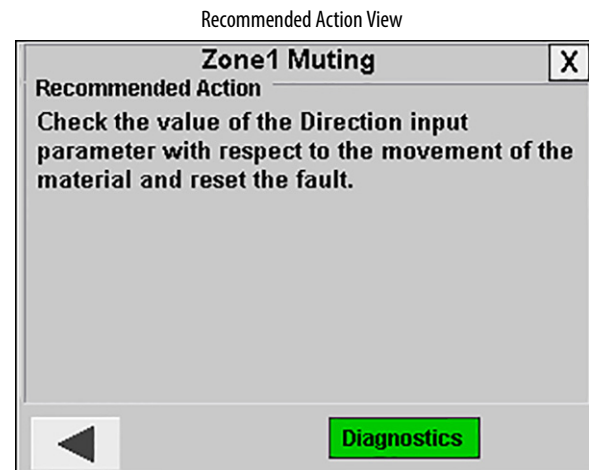 Recommended Action View
Zone1 Muting
X
Recommended Action
Check the value of the Direction input
parameter with respect to the movement of the
material and reset the fault.
Diagnostics